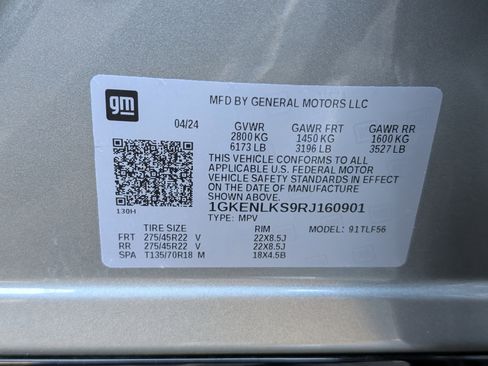 gm
MFD BY GENERAL MOTORS LLC
04/24 GVWR GAWR FRT GAWR RR
2800 KG 1450 KG 1600 KG
6173 LB 3196 LB 3527 LB
THIS VEHICLE CONFORMS TO ALL
APPLICABLE U.S. FEDERAL MOTOR
VEHICLE SAFETY STANDARDS IN EFFECT
ON THE DATE OF MANUFACTURE
SHOWN ABOVE.
1GKENLKS9RJ160901
130H TYPE: MPV
TIRE SIZE RIM MODEL: 91TLF56
FRT 275/45R22 V 22X8.5J
RR 275/45R22 V 22X8.5J
SPA T135/70R18 M 18X4.5B